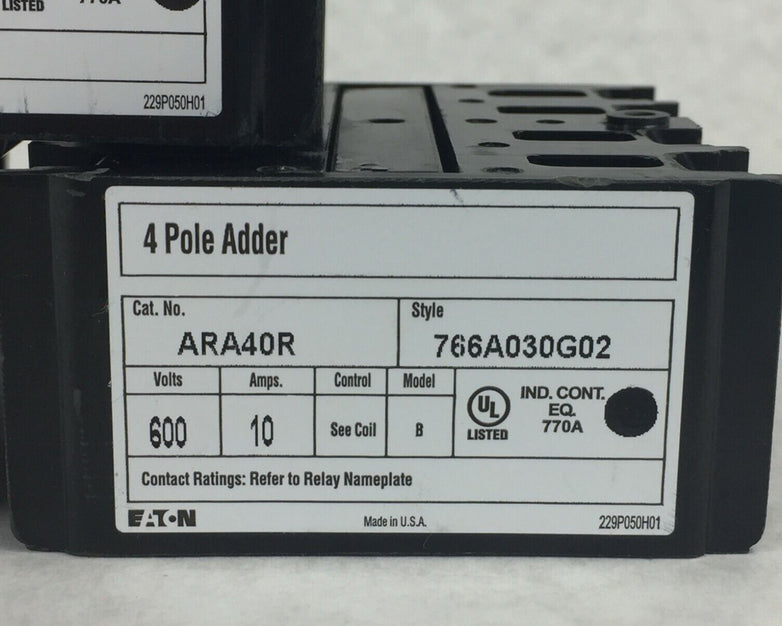 LISTED
770A
229P050H01
4 Pole Adder
Cat. No.
ARA40R
Style
766A030G02
Volts
Amps.
Control
Model
600
10
See Coil
B
UL
LISTED
IND. CONT.
EQ.
770A
Contact Ratings: Refer to Relay Nameplate
EATON
Made in U.S.A.
229P050H01